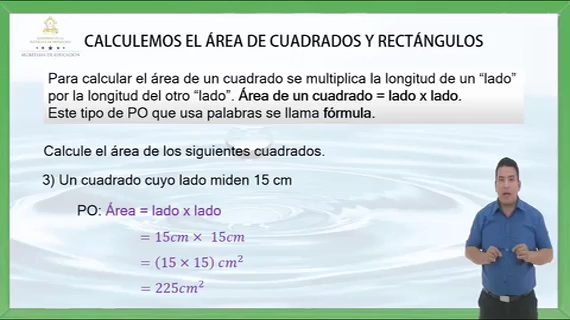 SECRETARÍA DE EDUCACIÓN
CALCULEMOS EL ÁREA DE CUADRADOS Y RECTÁNGULOS
Para calcular el área de un cuadrado se multiplica la longitud de un “lado”
por la longitud del otro “lado”. Área de un cuadrado = lado x lado.
Este tipo de PO que usa palabras se llama fórmula.
Calcule el área de los siguientes cuadrados.
3) Un cuadrado cuyo lado miden 15 cm
PO: Área = lado x lado
= 15cm × 15cm
= (15 × 15) cm²
= 225cm²